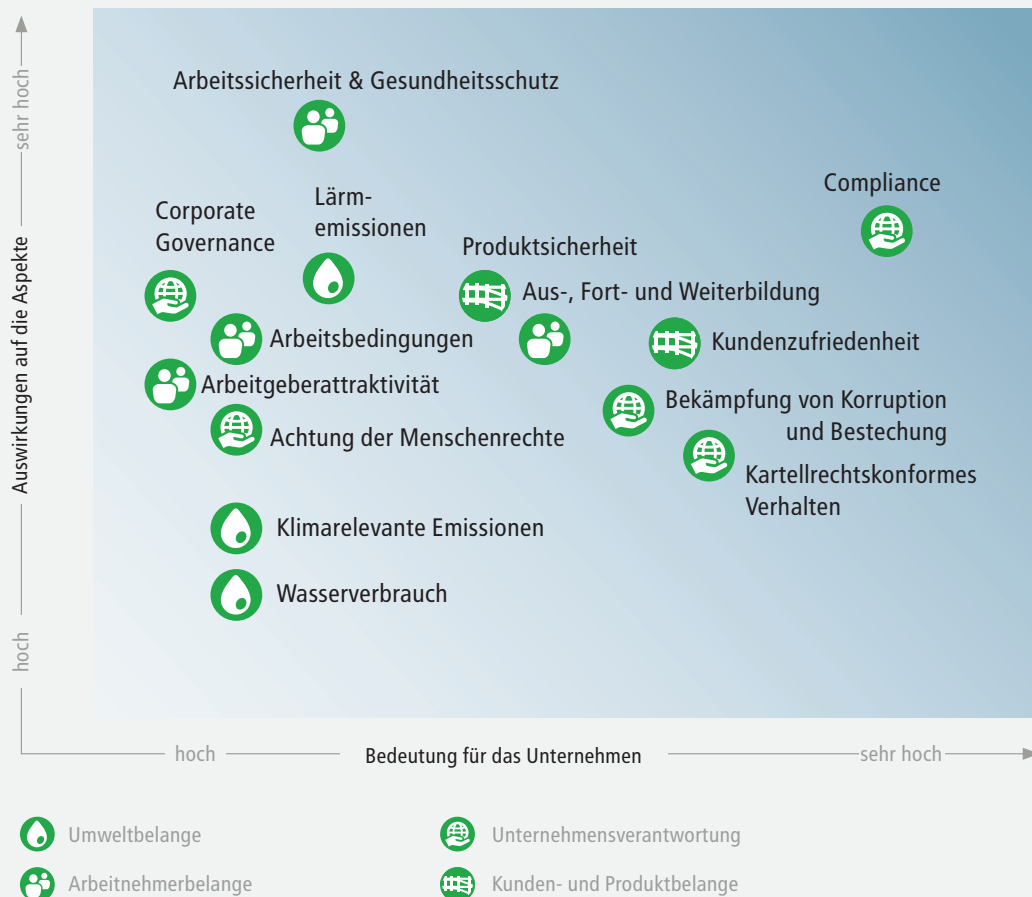 sehr hoch
Auswirkungen auf die Aspekte
hoch
Arbeitssicherheit & Gesundheitsschutz
Compliance
Lärm-
emissionen
Corporate
Governance
Produktsicherheit
Aus-, Fort- und Weiterbildung
Arbeitsbedingungen
Kundenzufriedenheit
Arbeitgeberattraktivität
Bekämpfung von Korruption
und Bestechung
Achtung der Menschenrechte
Kartellrechtskonformes
Verhalten
Klimarelevante Emissionen
Wasserverbrauch
hoch
Bedeutung für das Unternehmen
sehr hoch
Umweltbelange
Unternehmensverantwortung
Arbeitnehmerbelange
Kunden- und Produktbelange